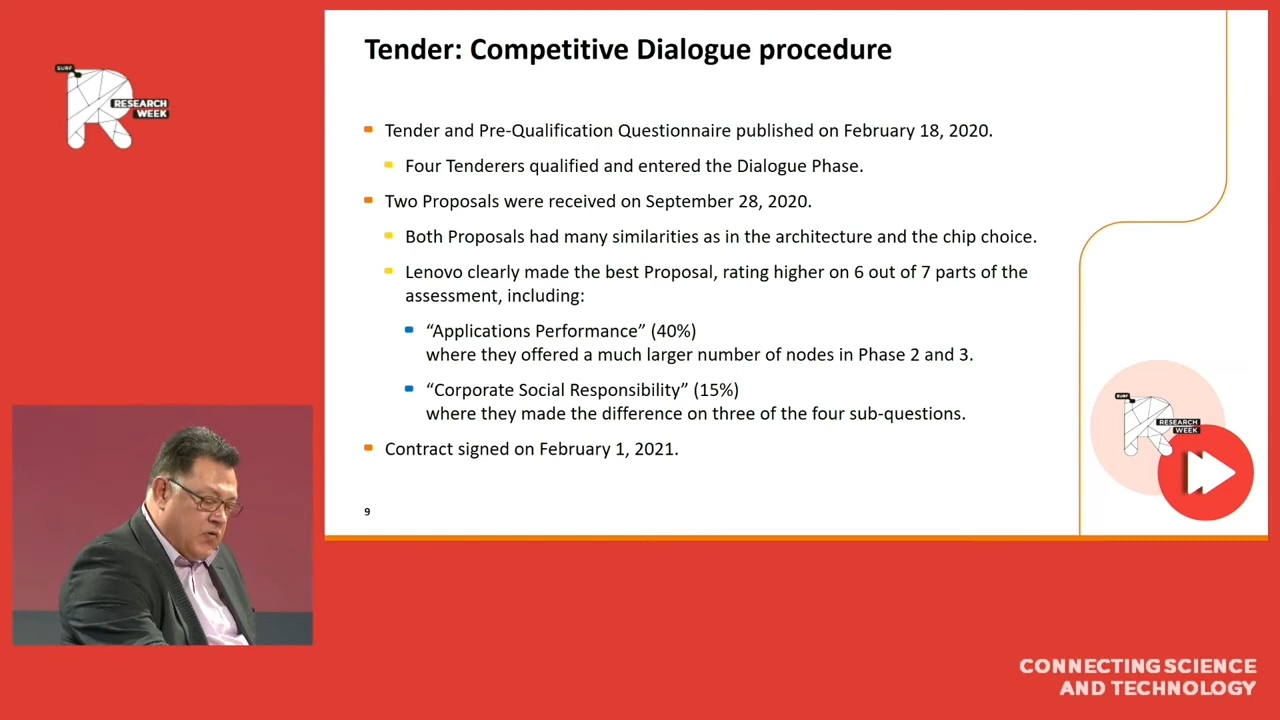 SURF
RESEARCH
WEEK
Tender: Competitive Dialogue procedure
Tender and Pre-Qualification Questionnaire published on February 18, 2020.
Four Tenderers qualified and entered the Dialogue Phase.
Two Proposals were received on September 28, 2020.
Both Proposals had many similarities as in the architecture and the chip choice.
Lenovo clearly made the best Proposal, rating higher on 6 out of 7 parts of the
assessment, including:
“Applications Performance” (40%)
where they offered a much larger number of nodes in Phase 2 and 3.
“Corporate Social Responsibility” (15%)
where they made the difference on three of the four sub-questions.
Contract signed on February 1, 2021.
9
SURF
RESEARCH
WEEK
CONNECTING SCIENCE
AND TECHNOLOGY